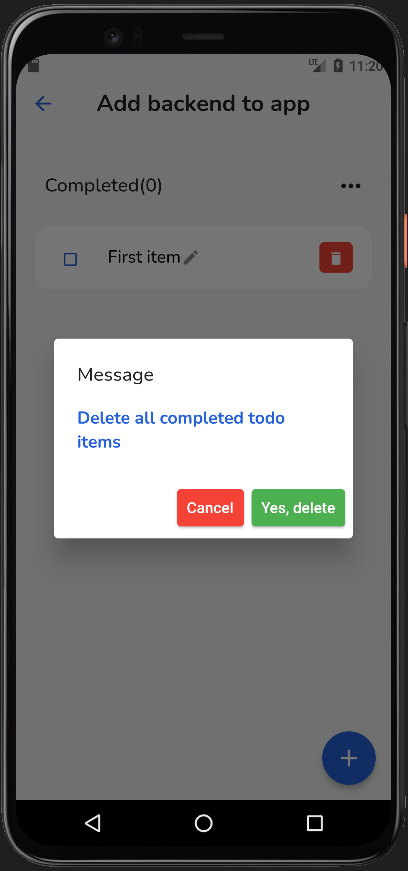 LTE 11:20
Add backend to app
Completed(0)
First item
Message
Delete all completed todo
items
Cancel Yes, delete